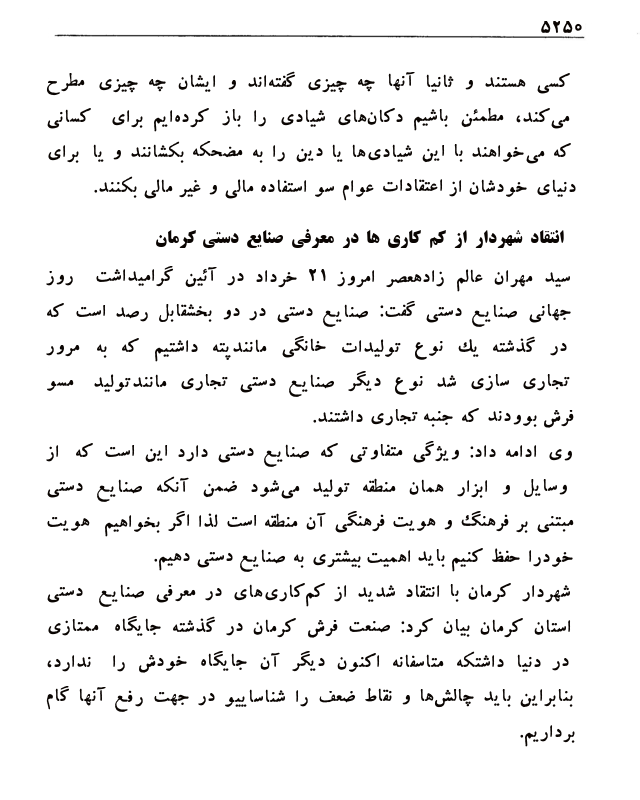 ۵۲۵۰
کسی هستند و ثانیا آنها چه چیزی گفته‌اند و ایشان چه چیزی مطرح
می‌کند، مطمئن باشیم دکان‌های شیادی را باز کرده‌ایم برای کسانی
که می‌خواهند با این شیادی‌ها یا دین را به مضحکه بکشانند و یا برای
دنیای خودشان از اعتقادات عوام سو استفاده مالی و غیر مالی بکنند.
انتقاد شهردار از کم کاری ها در معرفی صنایع دستی کرمان
سید مهران عالم زادهعصر امروز ۲۱ خرداد در آئین گرامیداشت روز
جهانی صنایع دستی گفت: صنایع دستی در دو بخشقابل رصد است که
در گذشته یك نوع تولیدات خانگی مانندپته داشتیم که به مرور
تجاری سازی شد نوع دیگر صنایع دستی تجاری مانندتولید مسو
فرش بوودند که جنبه تجاری داشتند.
وی ادامه داد: ویژگی متفاوتی که صنایع دستی دارد این است که از
وسایل و ابزار همان منطقه تولید می‌شود ضمن آنکه صنایع دستی
مبتنی بر فرهنگ و هویت فرهنگی آن منطقه است لذا اگر بخواهیم هویت
خودرا حفظ کنیم باید اهمیت بیشتری به صنایع دستی دهیم.
شهردار کرمان با انتقاد شدید از کم‌کاری‌های در معرفی صنایع دستی
استان کرمان بیان کرد: صنعت فرش کرمان در گذشته جایگاه ممتازی
در دنیا داشتکه متاسفانه اکنون دیگر آن جایگاه خودش را ندارد،
بنابراین باید چالش‌ها و نقاط ضعف را شناساییو در جهت رفع آنها گام
برداریم.